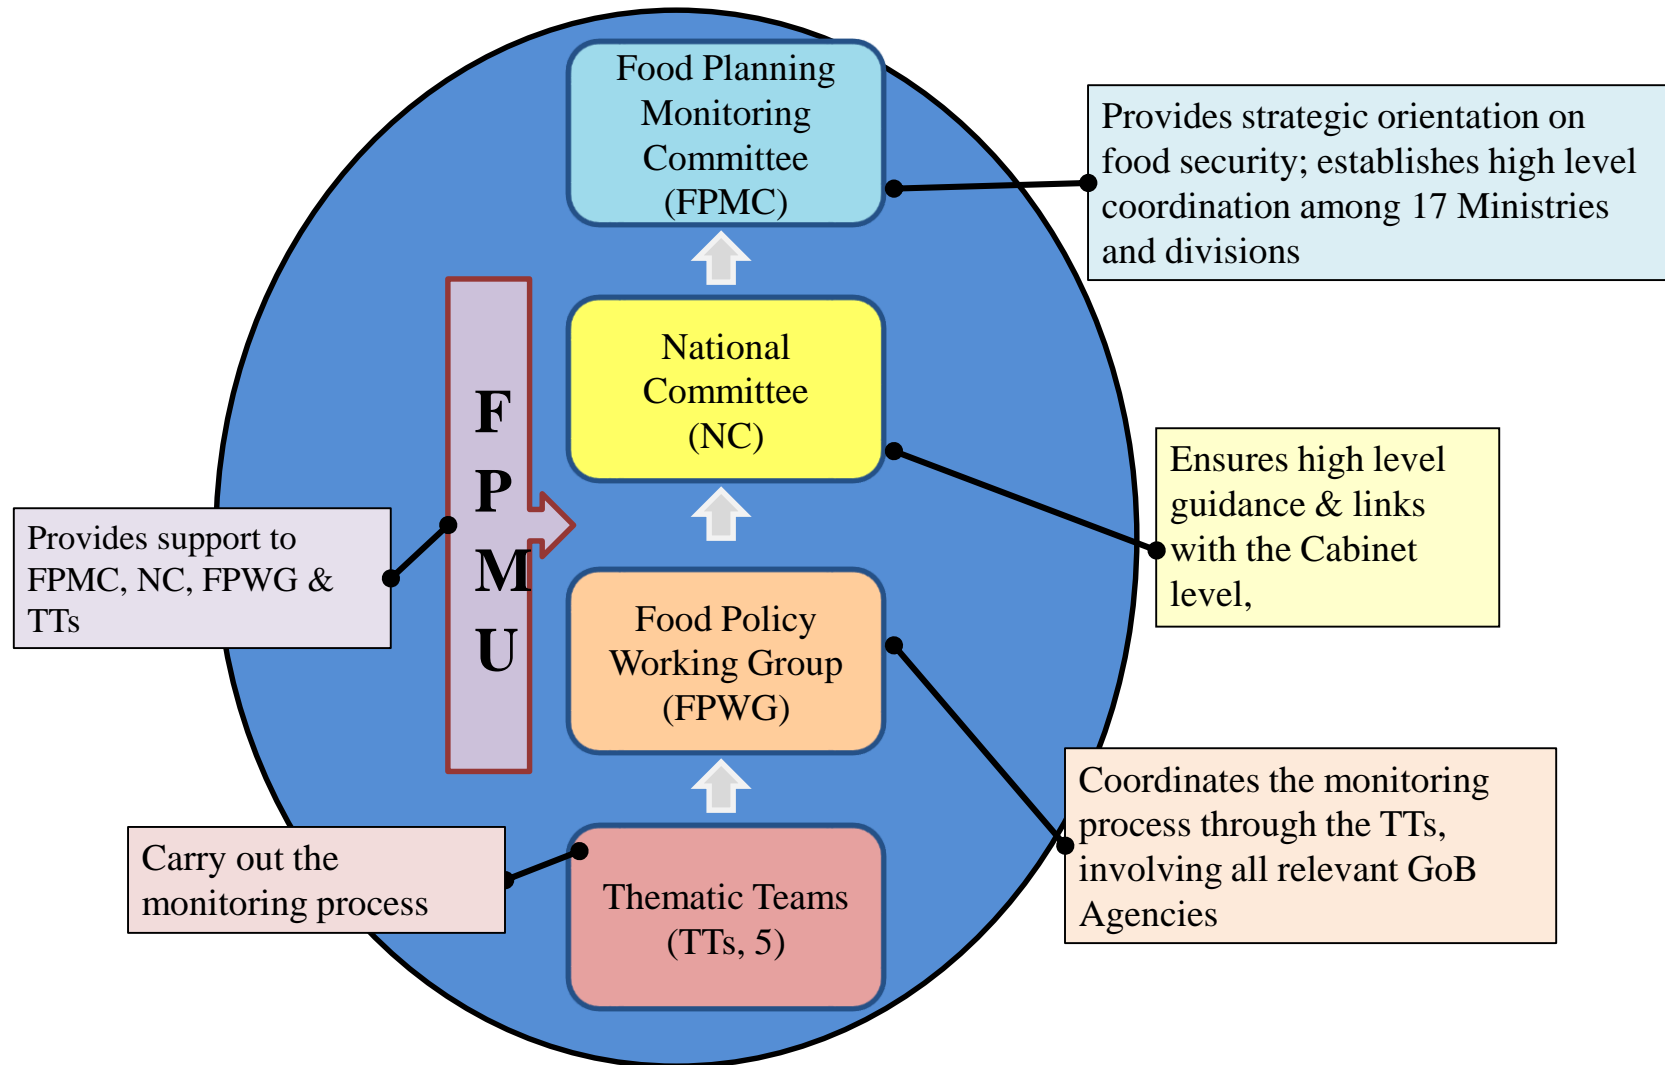 Food Planning
Monitoring
Committee
(FPMC)
Provides strategic orientation on
food security; establishes high level
coordination among 17 Ministries
and divisions
National
Committee
(NC)
Ensures high level
guidance & links
with the Cabinet
level,
F
P
M
U
Provides support to
FPMC, NC, FPWG &
TTs
Food Policy
Working Group
(FPWG)
Coordinates the monitoring
process through the TTs,
involving all relevant GoB
Agencies
Carry out the
monitoring process
Thematic Teams
(TTs, 5)